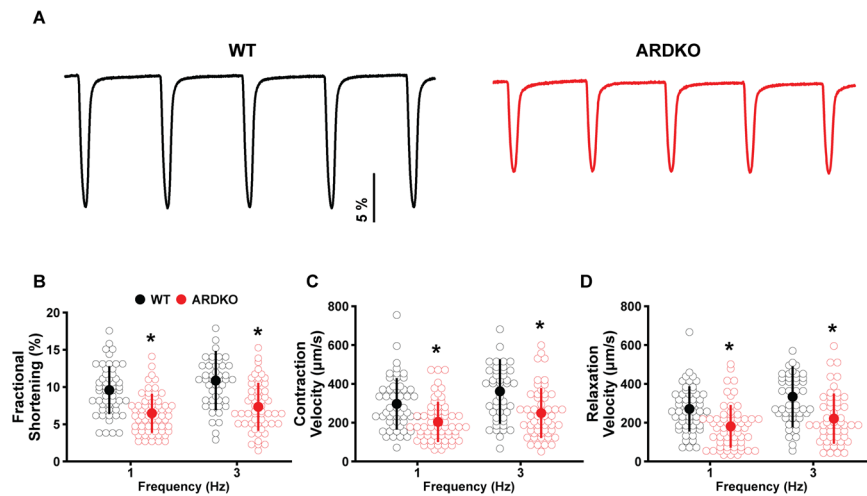 A
WT
ARDKO
5 %
B
WT
ARDKO
Fractional
Shortening (%)
20
15
10
5
0
*
*
1
3
Frequency (Hz)
C
Contraction
Velocity (µm/s)
800
600
400
200
0
*
*
1
3
Frequency (Hz)
D
Relaxation
Velocity (µm/s)
800
600
400
200
0
*
*
1
3
Frequency (Hz)